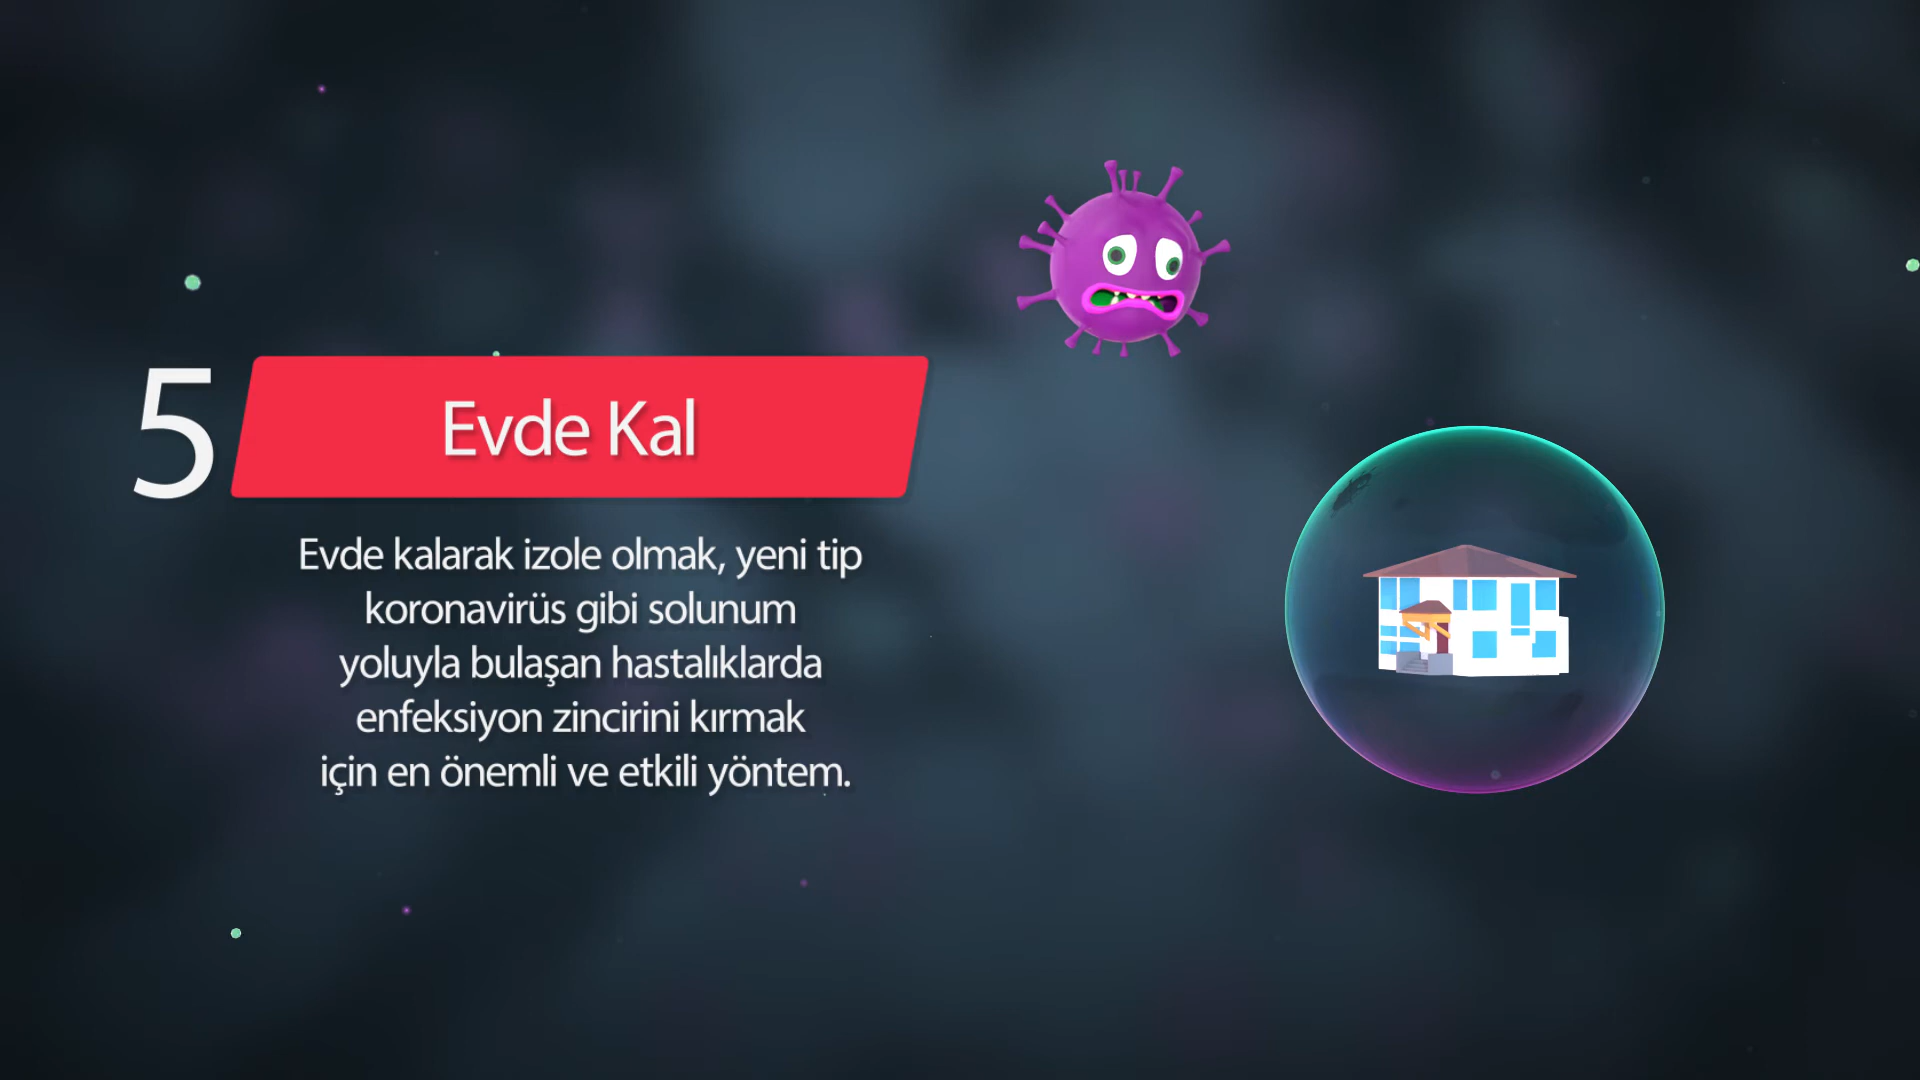 5
Evde Kal
Evde kalarak izole olmak, yeni tip
koronavirüs gibi solunum
yoluyla bulaşan hastalıklarda
enfeksiyon zincirini kırmak
için en önemli ve etkili yöntem.